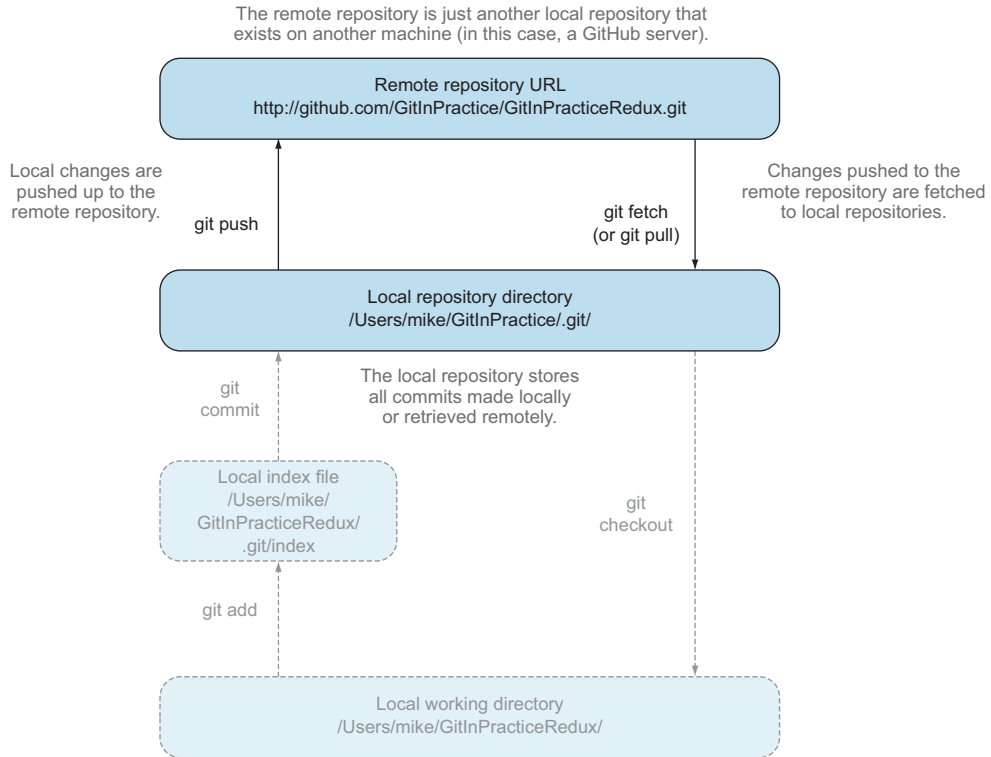 The remote repository is just another local repository that
exists on another machine (in this case, a GitHub server).
Remote repository URL
http://github.com/GitInPractice/GitInPracticeRedux.git
Local changes are
pushed up to the
remote repository.
git push
git fetch
(or git pull)
Changes pushed to the
remote repository are fetched
to local repositories.
Local repository directory
/Users/mike/GitInPractice/.git/
git
commit
The local repository stores
all commits made locally
or retrieved remotely.
Local index file
/Users/mike/
GitInPracticeRedux/
.git/index
git
checkout
git add
Local working directory
/Users/mike/GitInPracticeRedux/